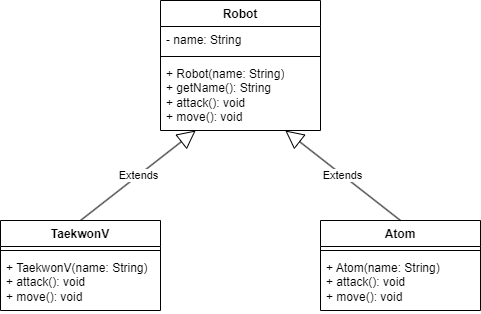 Robot
- name: String
+ Robot(name: String)
+ getName(): String
+ attack(): void
+ move(): void
Extends
Extends
TaekwonV
+ TaekwonV(name: String)
+ attack(): void
+ move(): void
Atom
+ Atom(name: String)
+ attack(): void
+ move(): void